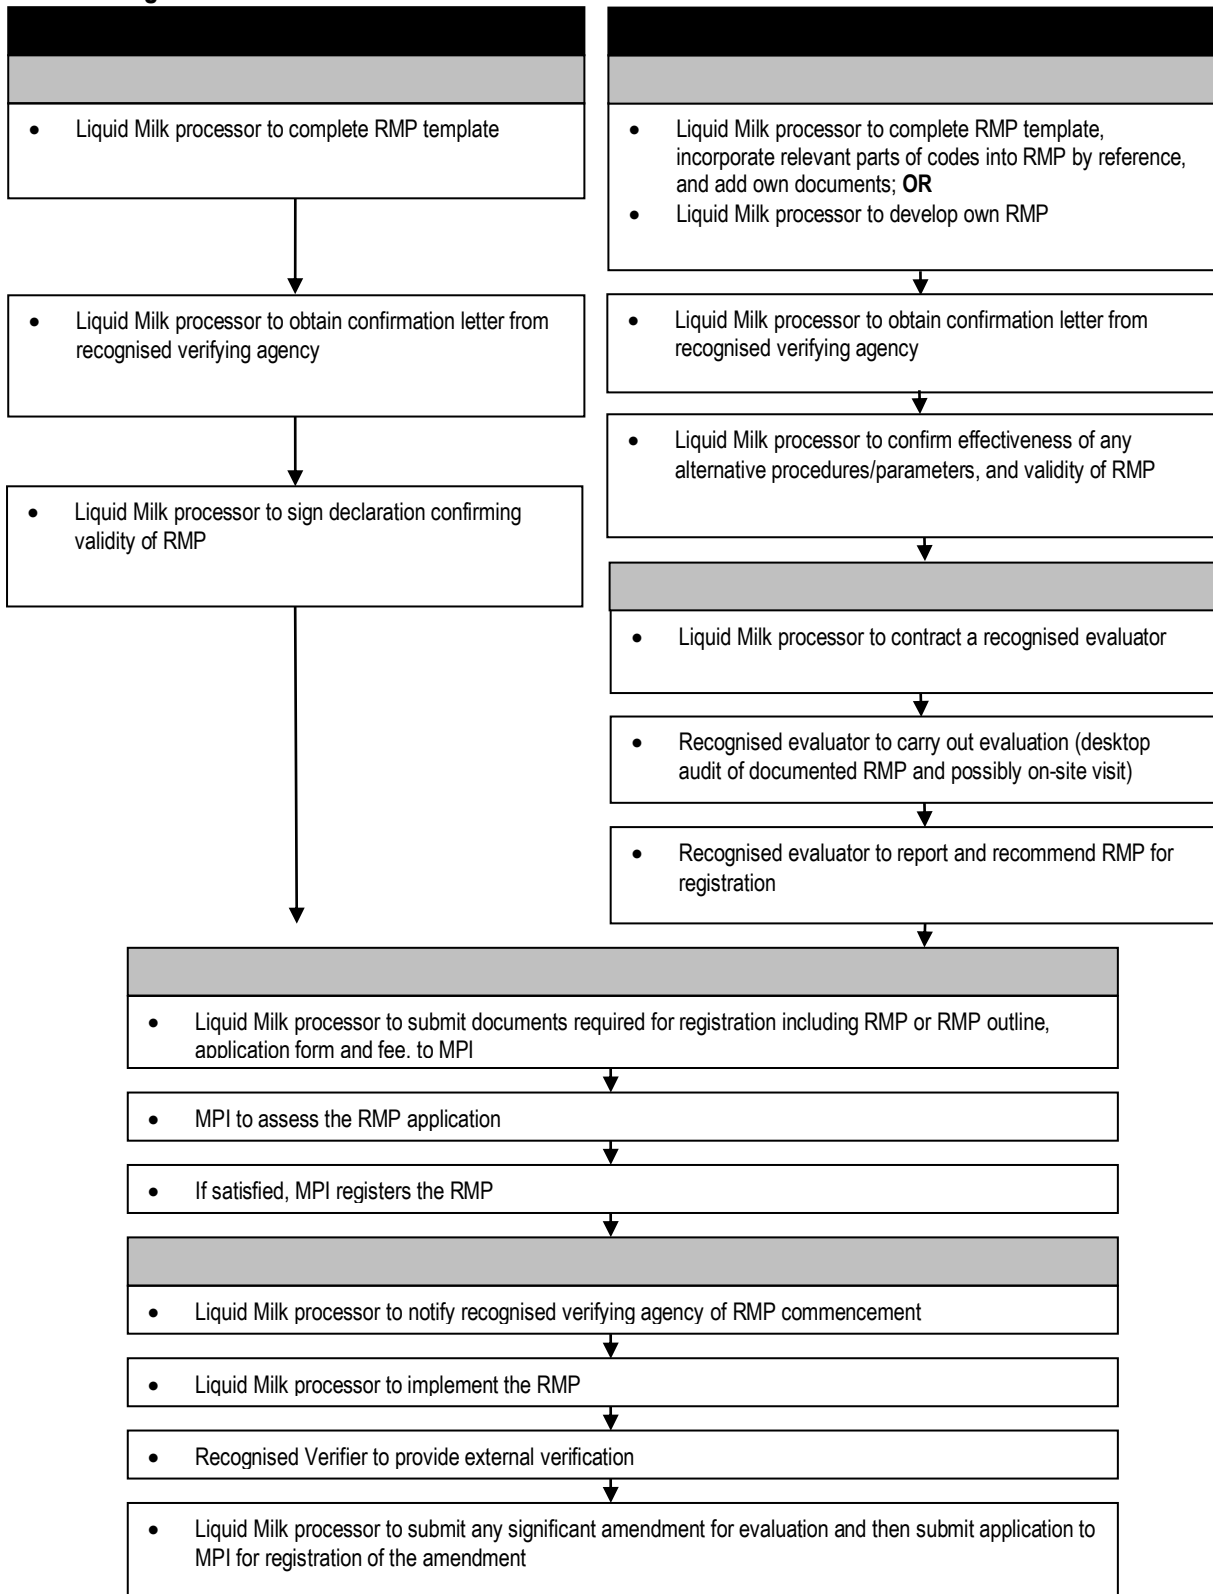 • Liquid Milk processor to complete RMP template
• Liquid Milk processor to obtain confirmation letter from
recognised verifying agency
• Liquid Milk processor to sign declaration confirming
validity of RMP
• Liquid Milk processor to complete RMP template,
incorporate relevant parts of codes into RMP by reference,
and add own documents; OR
• Liquid Milk processor to develop own RMP
• Liquid Milk processor to obtain confirmation letter from
recognised verifying agency
• Liquid Milk processor to confirm effectiveness of any
alternative procedures/parameters, and validity of RMP
• Liquid Milk processor to contract a recognised evaluator
• Recognised evaluator to carry out evaluation (desktop
audit of documented RMP and possibly on-site visit)
• Recognised evaluator to report and recommend RMP for
registration
• Liquid Milk processor to submit documents required for registration including RMP or RMP outline,
application form and fee, to MPI
• MPI to assess the RMP application
• If satisfied, MPI registers the RMP
• Liquid Milk processor to notify recognised verifying agency of RMP commencement
• Liquid Milk processor to implement the RMP
• Recognised Verifier to provide external verification
• Liquid Milk processor to submit any significant amendment for evaluation and then submit application to
MPI for registration of the amendment